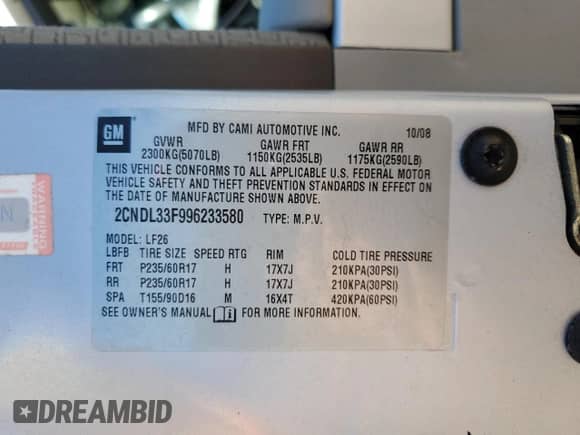 GM
MFD BY CAMI AUTOMOTIVE INC. 10/08
GVWR GAWR FRT GAWR RR
2300KG(5070LB) 1150KG(2535LB) 1175KG(2590LB)
THIS VEHICLE CONFORMS TO ALL APPLICABLE U.S. FEDERAL MOTOR
VEHICLE SAFETY AND THEFT PREVENTION STANDARDS IN EFFECT ON
THE DATE OF MANUFACTURE SHOWN ABOVE.
2CNDL33F996233580 TYPE: M.P.V.
MODEL: LF26
LBFB TIRE SIZE SPEED RTG RIM COLD TIRE PRESSURE
FRT P235/60R17 H 17X7J 210KPA(30PSI)
RR P235/60R17 H 17X7J 210KPA(30PSI)
SPA T155/90D16 M 16X4T 420KPA(60PSI)
SEE OWNER'S MANUAL FOR MORE INFORMATION.
WARNING
DREAMBID